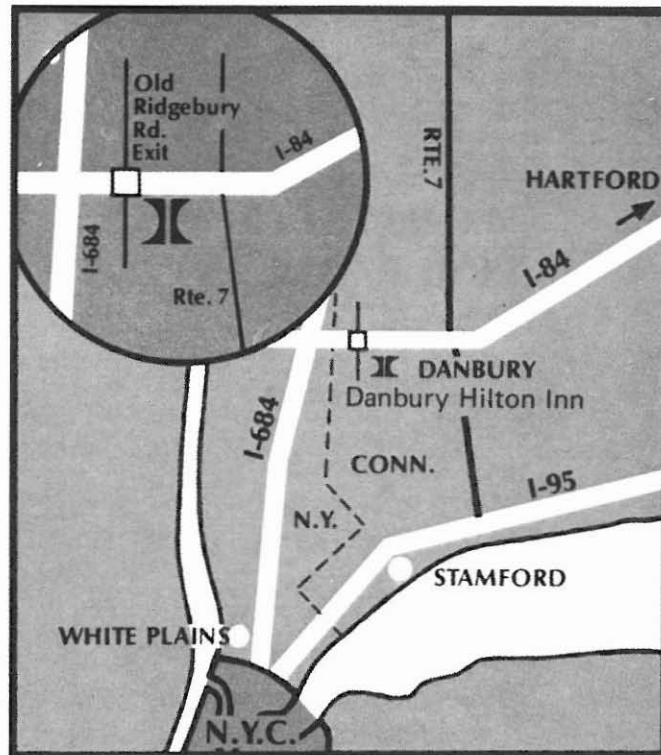 Old
Ridgebury
Rd.
Exit
I-84
I-684
Rte. 7
RTE.7
HARTFORD
I-84
DANBURY
Danbury Hilton Inn
I-684
CONN.
I-95
N.Y.
STAMFORD
WHITE PLAINS
N.Y.C.